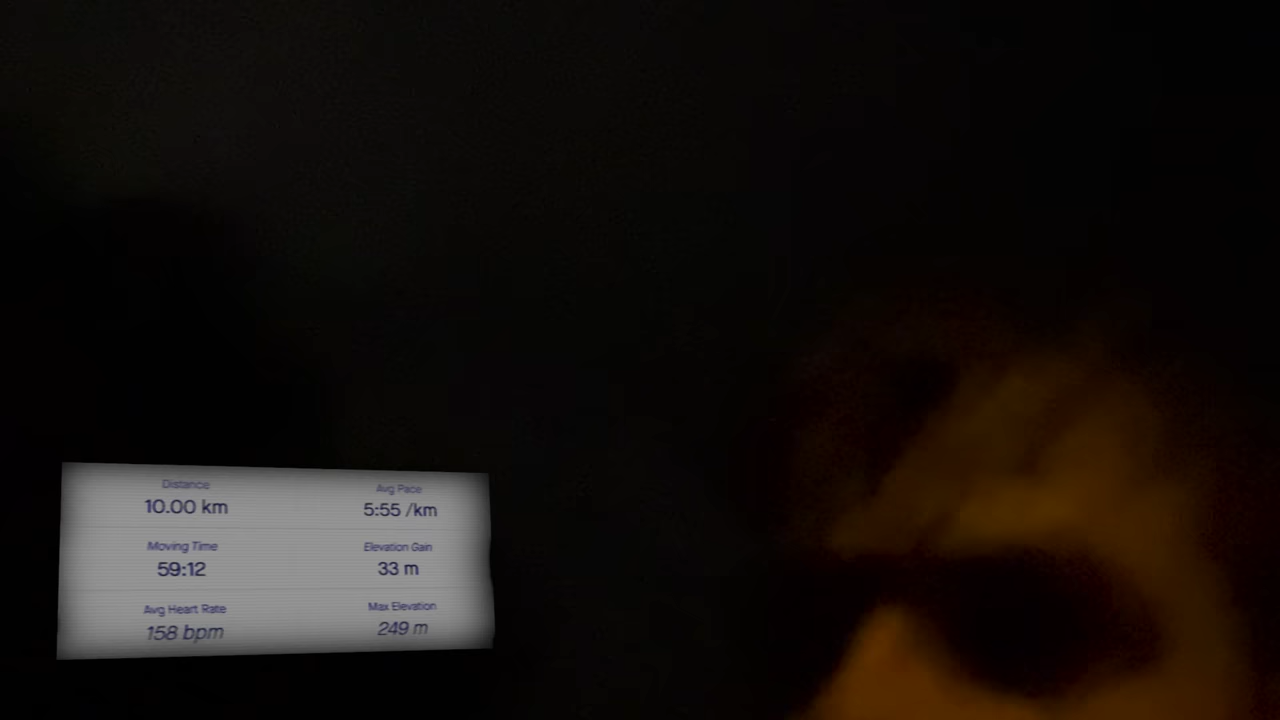 Distance
10.00 km
Avg Pace
5:55 /km
Moving Time
59:12
Elevation Gain
33 m
Avg Heart Rate
158 bpm
Max Elevation
249 m